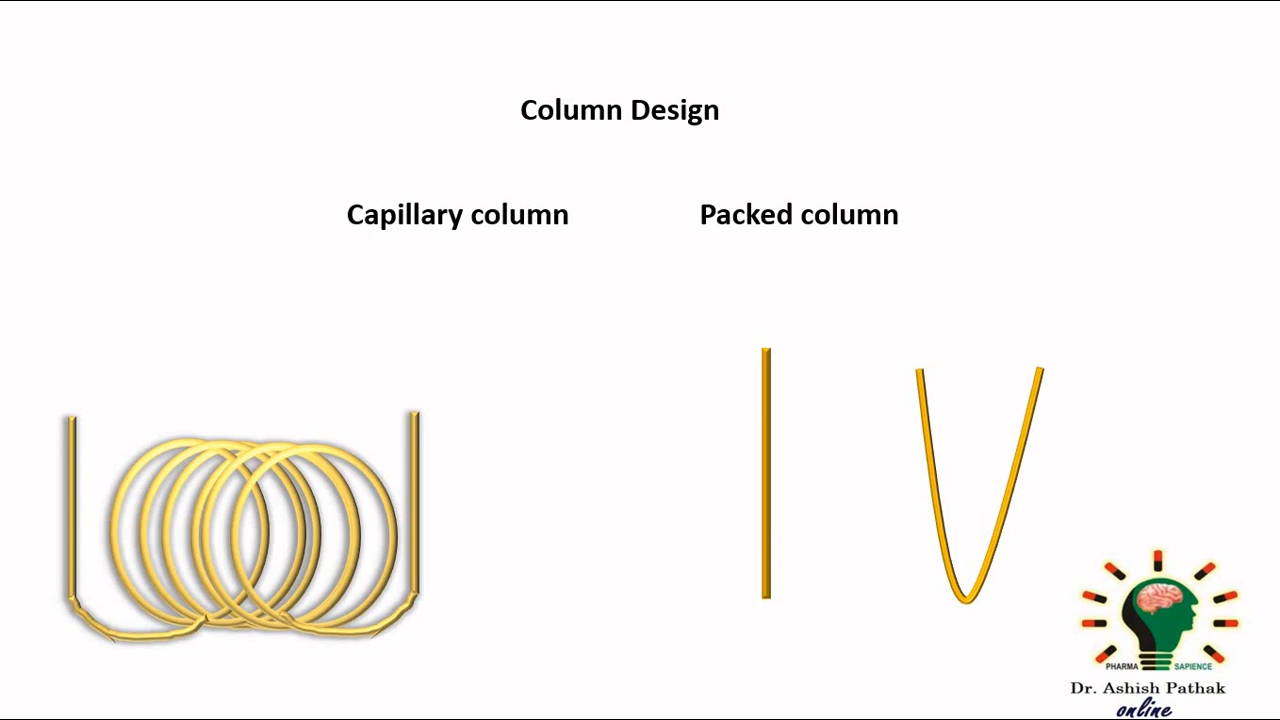 Column Design
Capillary column
Packed column
PHARMA SAPIENCE
Dr. Ashish Pathak
online